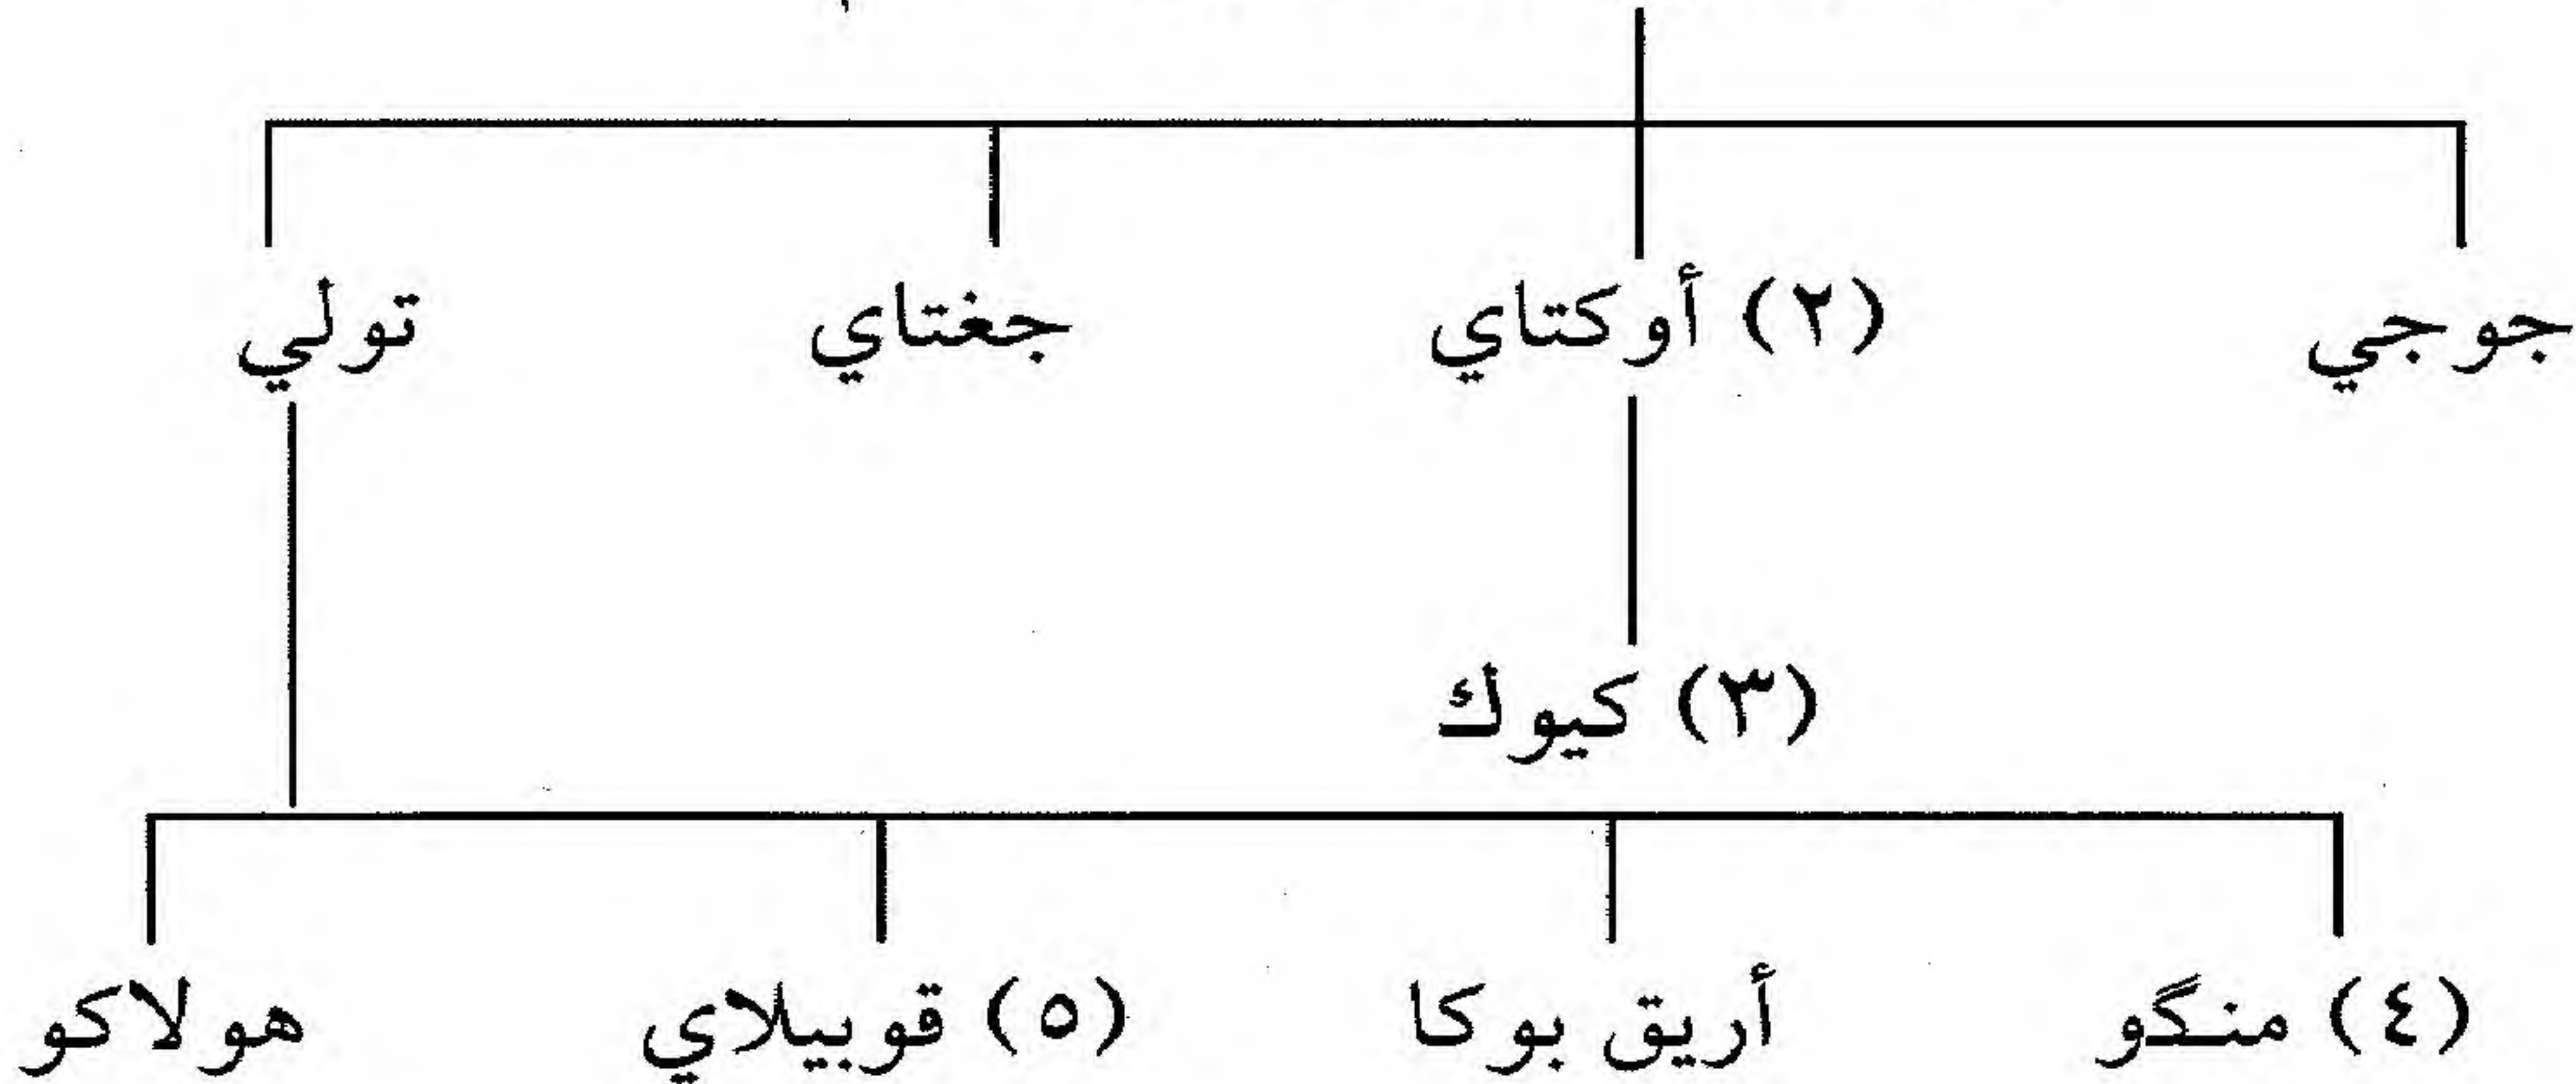 جوجي (٢) أوكتاي جغتاي تولي
(٣) كيوك
(٤) منگو أريق بوكا (٥) قوبيلاي هولاكو